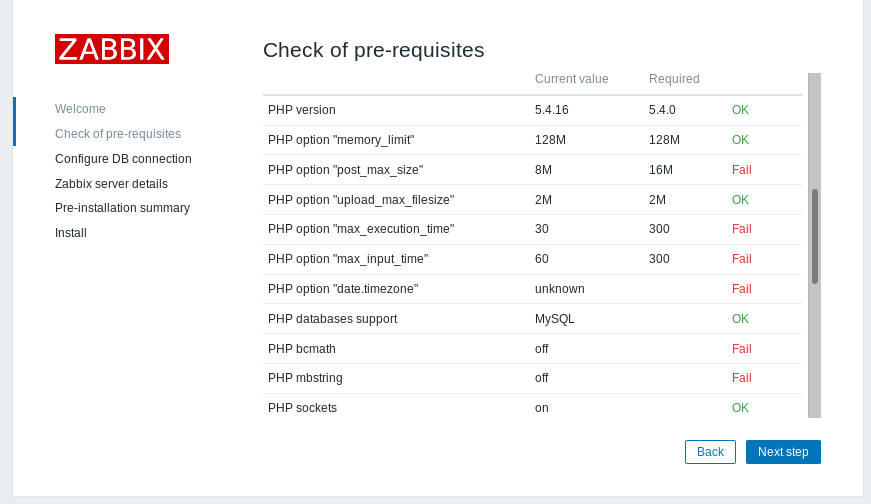 ZABBIX
Welcome
Check of pre-requisites
Configure DB connection
Zabbix server details
Pre-installation summary
Install
Check of pre-requisites
Current value Required
PHP version 5.4.16 5.4.0 OK
PHP option "memory_limit" 128M 128M OK
PHP option "post_max_size" 8M 16M Fail
PHP option "upload_max_filesize" 2M 2M OK
PHP option "max_execution_time" 30 300 Fail
PHP option "max_input_time" 60 300 Fail
PHP option "date.timezone" unknown Fail
PHP databases support MySQL OK
PHP bcmath off Fail
PHP mbstring off Fail
PHP sockets on OK
Back Next step